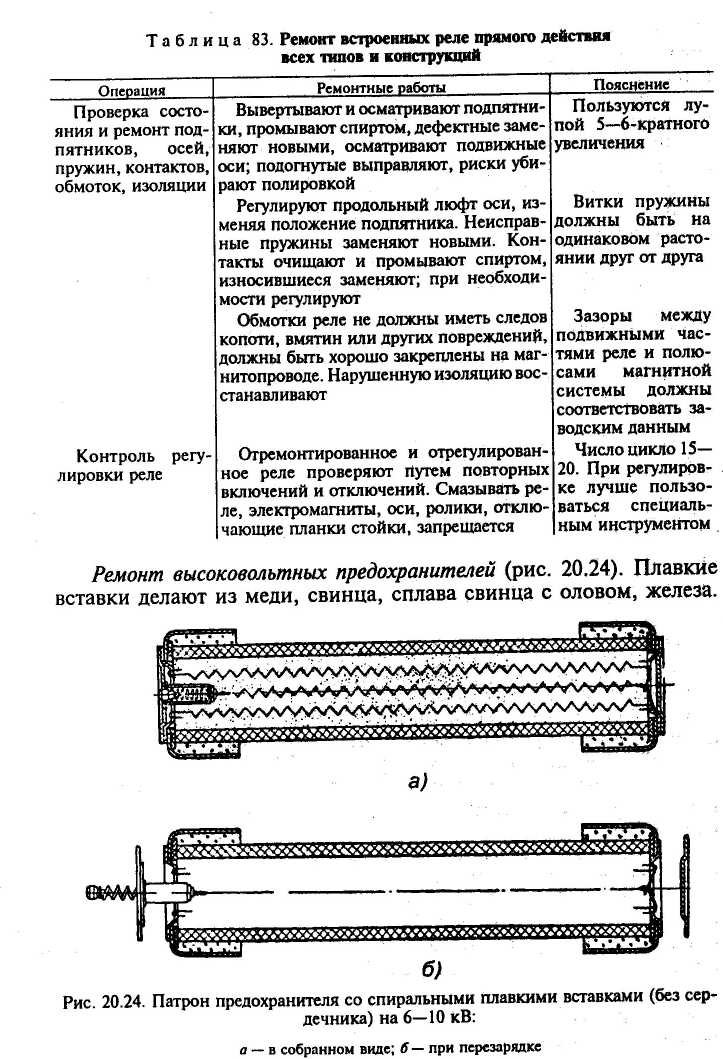 Таблица 83. Ремонт встроенных реле прямого действия
всех типов и конструкций
Операция
Ремонтные работы
Пояснение
Проверка состо-
яния и ремонт под-
пятников, осей,
пружин, контактов,
обмоток, изоляции
Вывертывают и осматривают подпятни-
ки, промывают спиртом, дефектные заме-
няют новыми, осматривают подвижные
оси; подогнутые выправляют, риски уби-
рают полировкой
Пользуются лу-
пой 5—6-кратного
увеличения
Регулируют продольный люфт оси, из-
меняя положение подпятника. Неисправ-
ные пружины заменяют новыми. Кон-
такты очищают и промывают спиртом,
износившиеся заменяют; при необходи-
мости регулируют
Витки пружины
должны быть на
одинаковом расто-
янии друг от друга
Обмотки реле не должны иметь следов
копоти, вмятин или других повреждений,
должны быть хорошо закреплены на маг-
нитопроводе. Нарушенную изоляцию вос-
станавливают
Зазоры между
подвижными час-
тями реле и полю-
сами магнитной
системы должны
соответствовать за-
водским данным
Контроль регу-
лировки реле
Отремонтированное и отрегулирован-
ное реле проверяют путем повторных
включений и отключений. Смазывать ре-
ле, электромагниты, оси, ролики, отклю-
чающие планки стойки, запрещается
Число цикло 15—
20. При регулиров-
ке лучше пользо-
ваться специаль-
ным инструментом
Ремонт высоковольтных предохранителей (рис. 20.24). Плавкие
вставки делают из меди, свинца, сплава свинца с оловом, железа.
а)
б)
Рис. 20.24. Патрон предохранителя со спиральными плавкими вставками (без сер-
дечника) на 6—10 кВ:
а — в собранном виде; б — при перезарядке